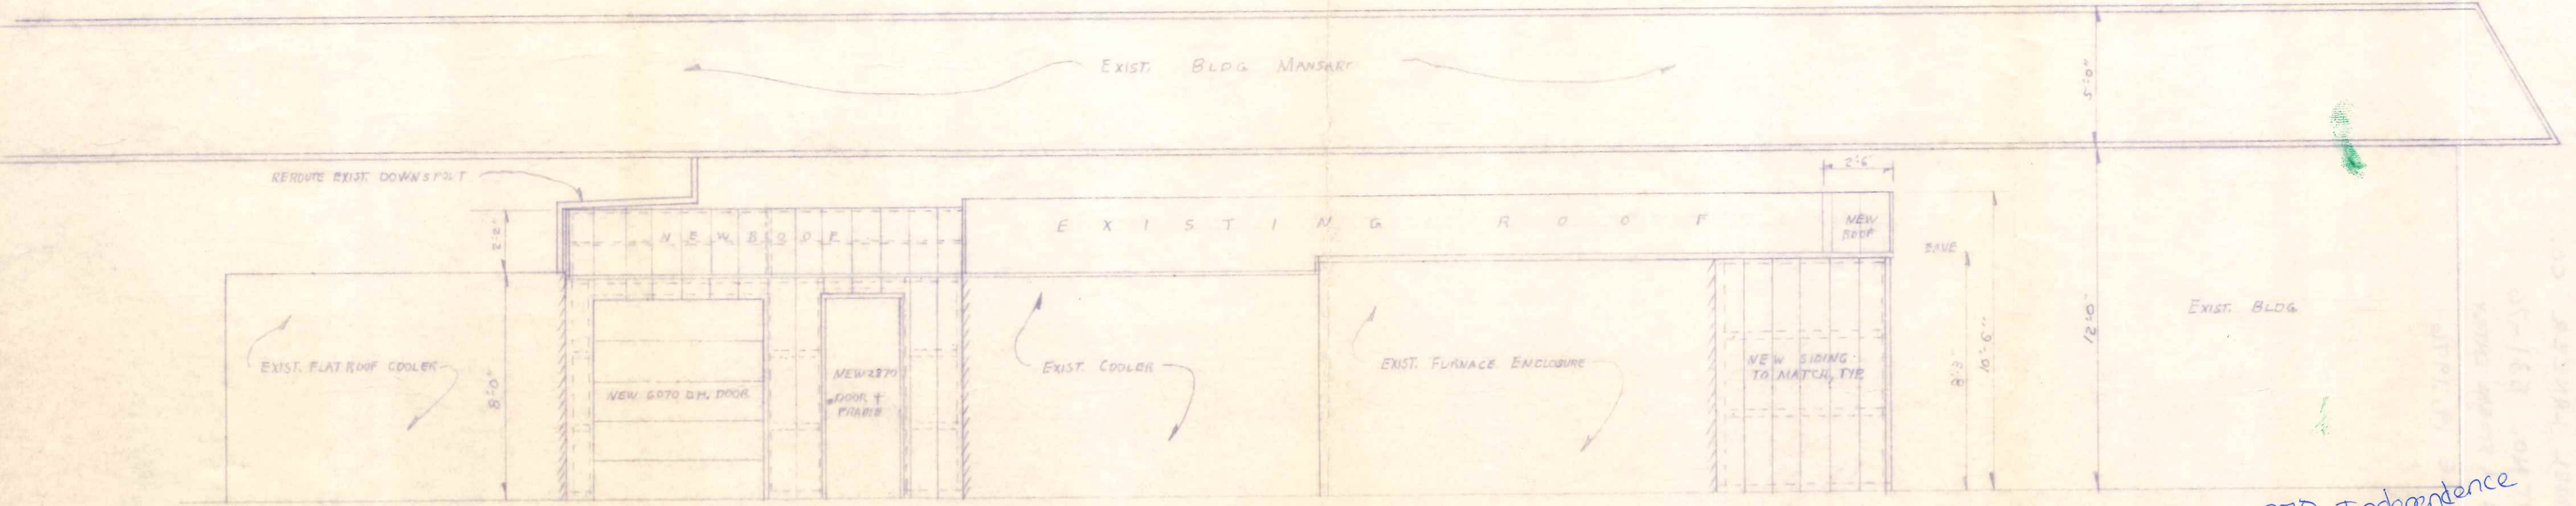 EXIST. BLDG MANSART
5'-0"
REROUTE EXIST. DOWNSPOUT
2'-6"
2'-2"
NEW ROOF
EXISTING ROOF
NEW
ROOF
EAVE
EXIST. BLDG
12'-0"
10'-6"
8'-3"
8'-0"
EXIST. FLAT ROOF COOLER
NEW 6070 O.H. DOOR
NEW 2870
DOOR &
FRAME
EXIST. COOLER
EXIST. FURNACE ENCLOSURE
NEW SIDING
TO MATCH, TYP.
Independence